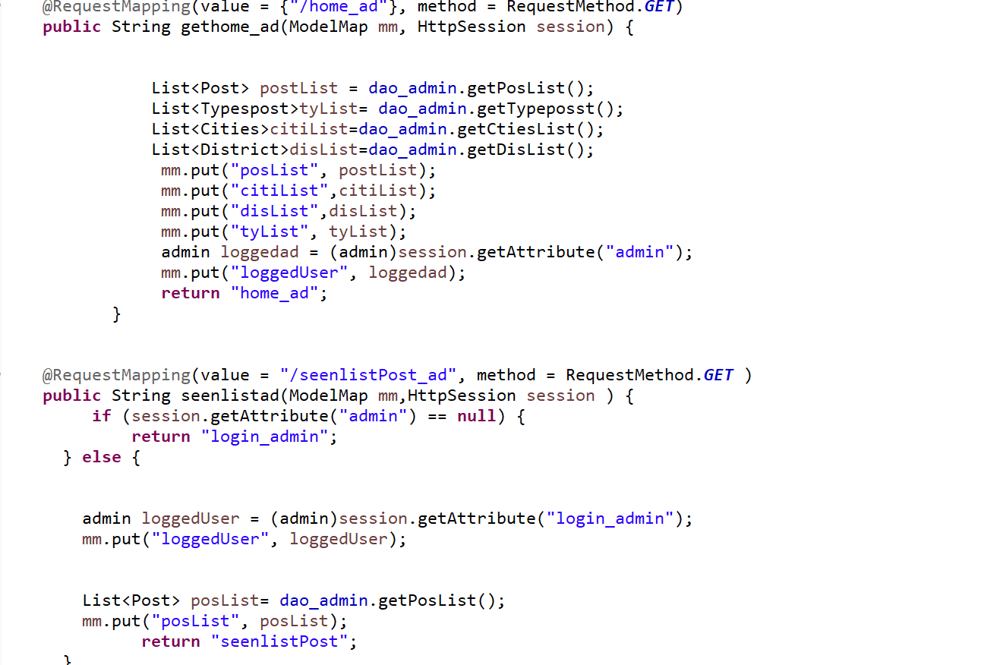 @RequestMapping(value = {"/home_ad"}, method = RequestMethod.GET)
public String gethome_ad(ModelMap mm, HttpSession session) {
List<Post> postList = dao_admin.getPosList();
List<Typespost>tyList= dao_admin.getTypeposst();
List<Cities>citiList=dao_admin.getCtiesList();
List<District>disList=dao_admin.getDisList();
mm.put("posList", postList);
mm.put("citiList",citiList);
mm.put("disList",disList);
mm.put("tyList", tyList);
admin loggedad = (admin)session.getAttribute("admin");
mm.put("loggedUser", loggedad);
return "home_ad";
}
@RequestMapping(value = "/seenlistPost_ad", method = RequestMethod.GET )
public String seenlistad(ModelMap mm,HttpSession session ) {
if (session.getAttribute("admin") == null) {
return "login_admin";
} else {
admin loggedUser = (admin)session.getAttribute("login_admin");
mm.put("loggedUser", loggedUser);
List<Post> posList= dao_admin.getPosList();
mm.put("posList", posList);
return "seenlistPost";
}